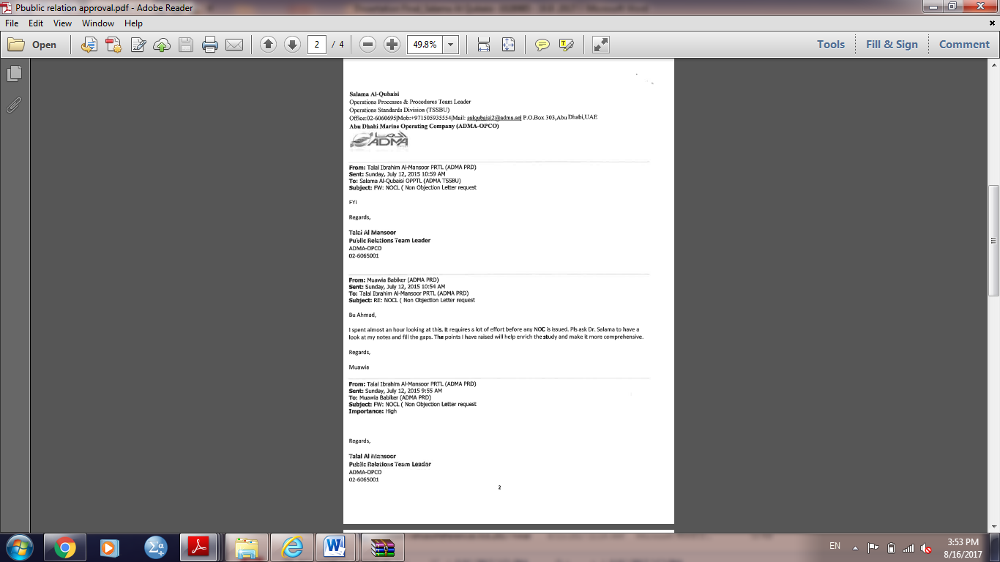 Pbublic relation approval.pdf - Adobe Reader
File Edit View Window Help
Open 2 / 4 49.8% Tools Fill & Sign Comment
Salama Al-Qubaisi
Operations Processes & Procedures Team Leader
Operations Standards Division (TSSBU)
Office:02-6060695|Mob:+971505935554|Mail: salqubaisi2@adma.ae| P.O.Box 303,Abu Dhabi,UAE
Abu Dhabi Marine Operating Company (ADMA-OPCO)
أدما
ADMA
From: Talal Ibrahim Al-Mansoor PRTL (ADMA PRD)
Sent: Sunday, July 12, 2015 10:59 AM
To: Salama Al-Qubaisi OPPTL (ADMA TSSBU)
Subject: FW: NOCL ( Non Objection Letter request
FYI
Regards,
Talal Al Mansoor
Public Relations Team Leader
ADMA-OPCO
02-6065001
From: Muawia Babiker (ADMA PRD)
Sent: Sunday, July 12, 2015 10:54 AM
To: Talal Ibrahim Al-Mansoor PRTL (ADMA PRD)
Subject: RE: NOCL ( Non Objection Letter request
Bu Ahmad,
I spent almost an hour looking at this. It requires a lot of effort before any NOC is issued. Pls ask Dr. Salama to have a
look at my notes and fill the gaps. The points I have raised will help enrich the study and make it more comprehensive.
Regards,
Muawia
From: Talal Ibrahim Al-Mansoor PRTL (ADMA PRD)
Sent: Sunday, July 12, 2015 9:55 AM
To: Muawia Babiker (ADMA PRD)
Subject: FW: NOCL ( Non Objection Letter request
Importance: High
Regards,
Talal Al Mansoor
Public Relations Team Leader
ADMA-OPCO
02-6065001
2
EN
3:53 PM
8/16/2017